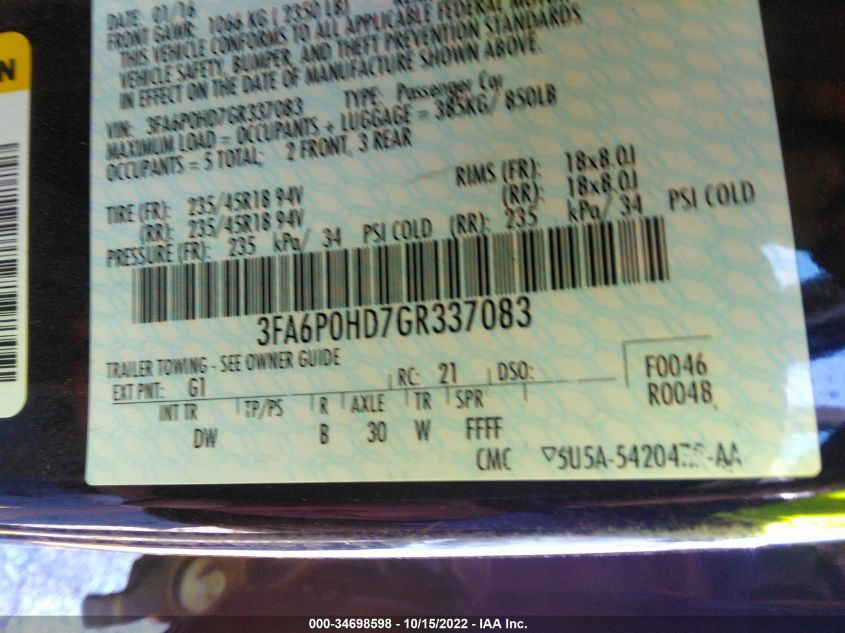 DATE: 01/16
FRONT GAWR: 1066 KG ( 2350 LB)
THIS VEHICLE CONFORMS TO ALL APPLICABLE FEDERAL MOTOR
VEHICLE SAFETY, BUMPER, AND THEFT PREVENTION STANDARDS
IN EFFECT ON THE DATE OF MANUFACTURE SHOWN ABOVE.
VIN: 3FA6P0HD7GR337083 TYPE: Passenger Car
MAXIMUM LOAD = OCCUPANTS + LUGGAGE = 385KG/ 850LB
OCCUPANTS = 5 TOTAL; 2 FRONT, 3 REAR
TIRE (FR): 235/45R18 94V RIMS (FR): 18x8.0J
(RR): 235/45R18 94V (RR): 18x8.0J
PRESSURE (FR): 235 kPa/ 34 PSI COLD (RR): 235 kPa/ 34 PSI COLD
3FA6P0HD7GR337083
TRAILER TOWING - SEE OWNER GUIDE
EXT PNT: G1 RC: 21 DSO: F0046
R0048
INT TR TP/PS R AXLE TR SPR
DW B 30 W FFFF
CMC
000-34698598 - 10/15/2022 - IAA Inc.